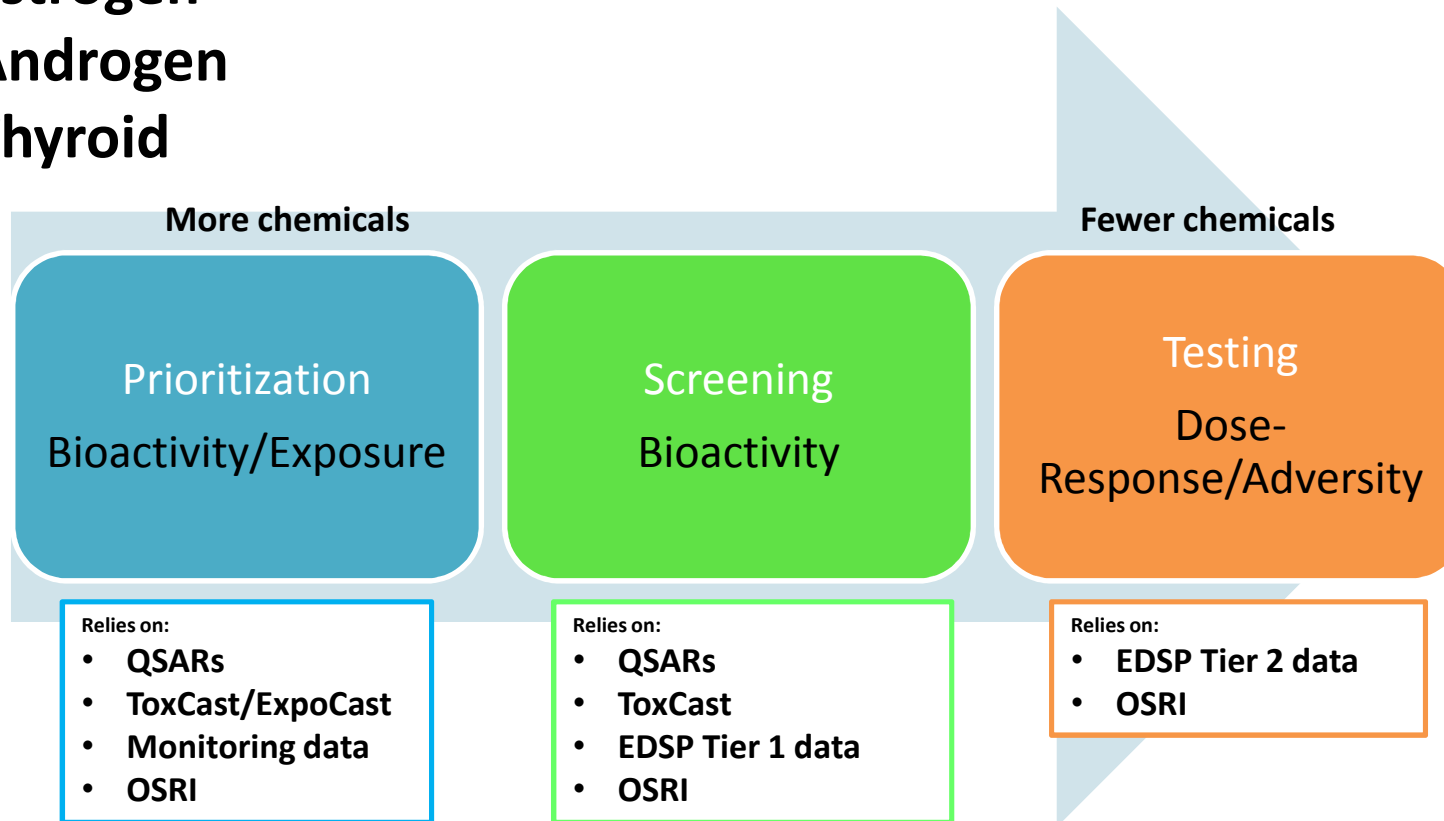 strogen
Androgen
hyroid
More chemicals
Fewer chemicals
Prioritization
Bioactivity/Exposure
Screening
Bioactivity
Testing
Dose-
Response/Adversity
Relies on:
• QSARs
• ToxCast/ExpoCast
• Monitoring data
• OSRI
Relies on:
• QSARs
• ToxCast
• EDSP Tier 1 data
• OSRI
Relies on:
• EDSP Tier 2 data
• OSRI